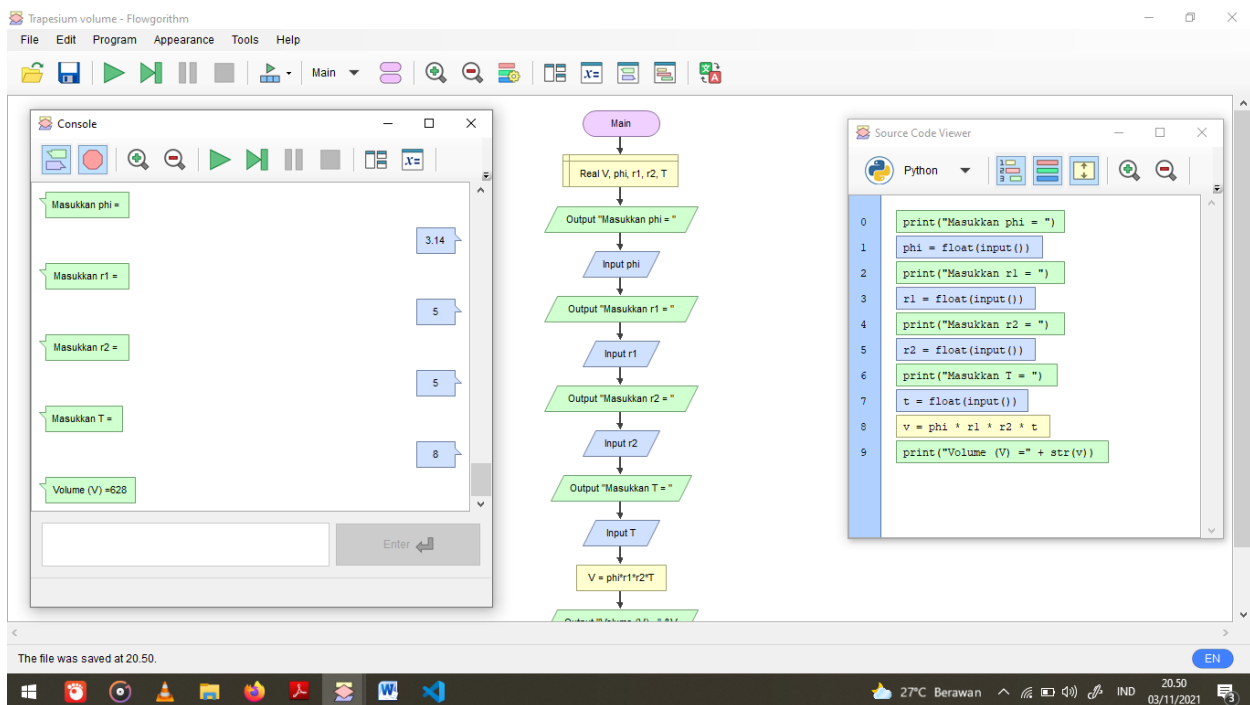 Trapesium volume - Flowgorithm
File Edit Program Appearance Tools Help
Main
Console
Masukkan phi =
3.14
Masukkan r1 =
5
Masukkan r2 =
5
Masukkan T =
8
Volume (V) =628
Enter
Main
Real V, phi, r1, r2, T
Output "Masukkan phi = "
Input phi
Output "Masukkan r1 = "
Input r1
Output "Masukkan r2 = "
Input r2
Output "Masukkan T = "
Input T
V = phi*r1*r2*T
Source Code Viewer
Python
0 print("Masukkan phi = ")
1 phi = float(input())
2 print("Masukkan r1 = ")
3 r1 = float(input())
4 print("Masukkan r2 = ")
5 r2 = float(input())
6 print("Masukkan T = ")
7 t = float(input())
8 v = phi * r1 * r2 * t
9 print("Volume (V) =" + str(v))
The file was saved at 20.50.
EN
27°C Berawan
IND
20.50
03/11/2021
3